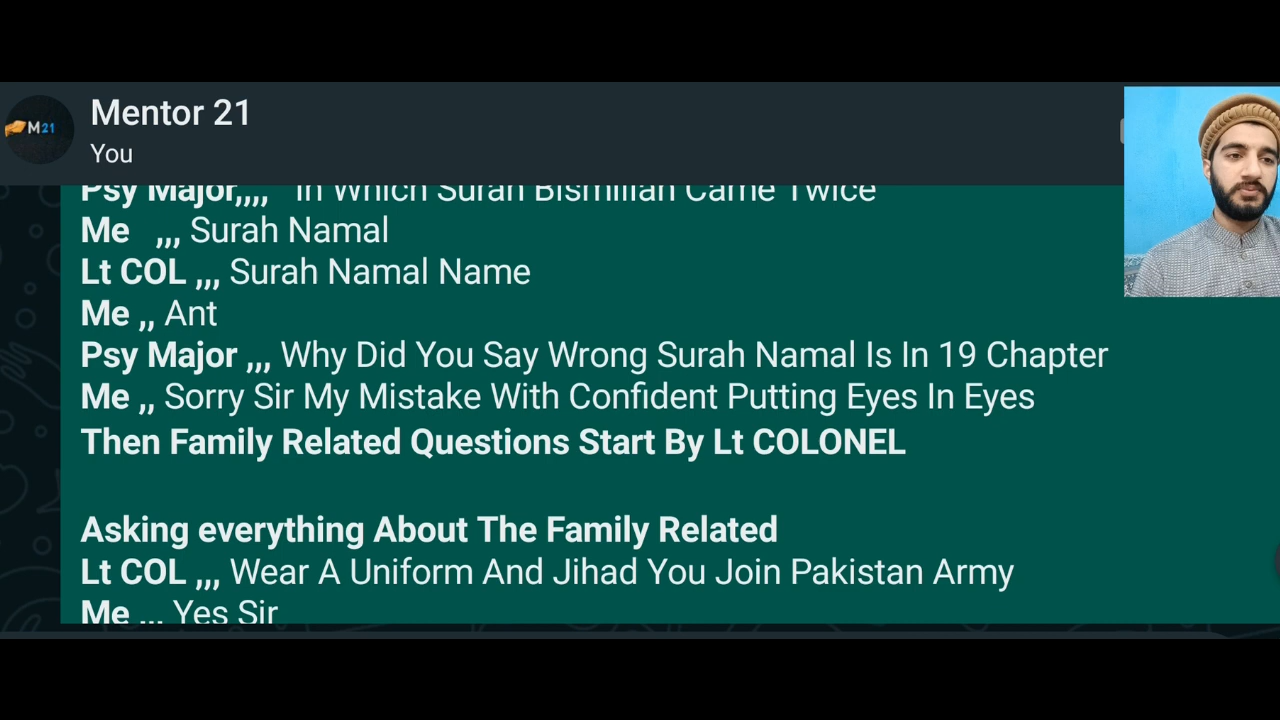 Mentor 21
You
M21
Psy Major,,,, In Which Surah Bismillah Came Twice
Me ,,, Surah Namal
Lt COL ,,, Surah Namal Name
Me ,, Ant
Psy Major ,,, Why Did You Say Wrong Surah Namal Is In 19 Chapter
Me ,, Sorry Sir My Mistake With Confident Putting Eyes In Eyes
Then Family Related Questions Start By Lt COLONEL
Asking everything About The Family Related
Lt COL ,,, Wear A Uniform And Jihad You Join Pakistan Army
Me ,,, Yes Sir